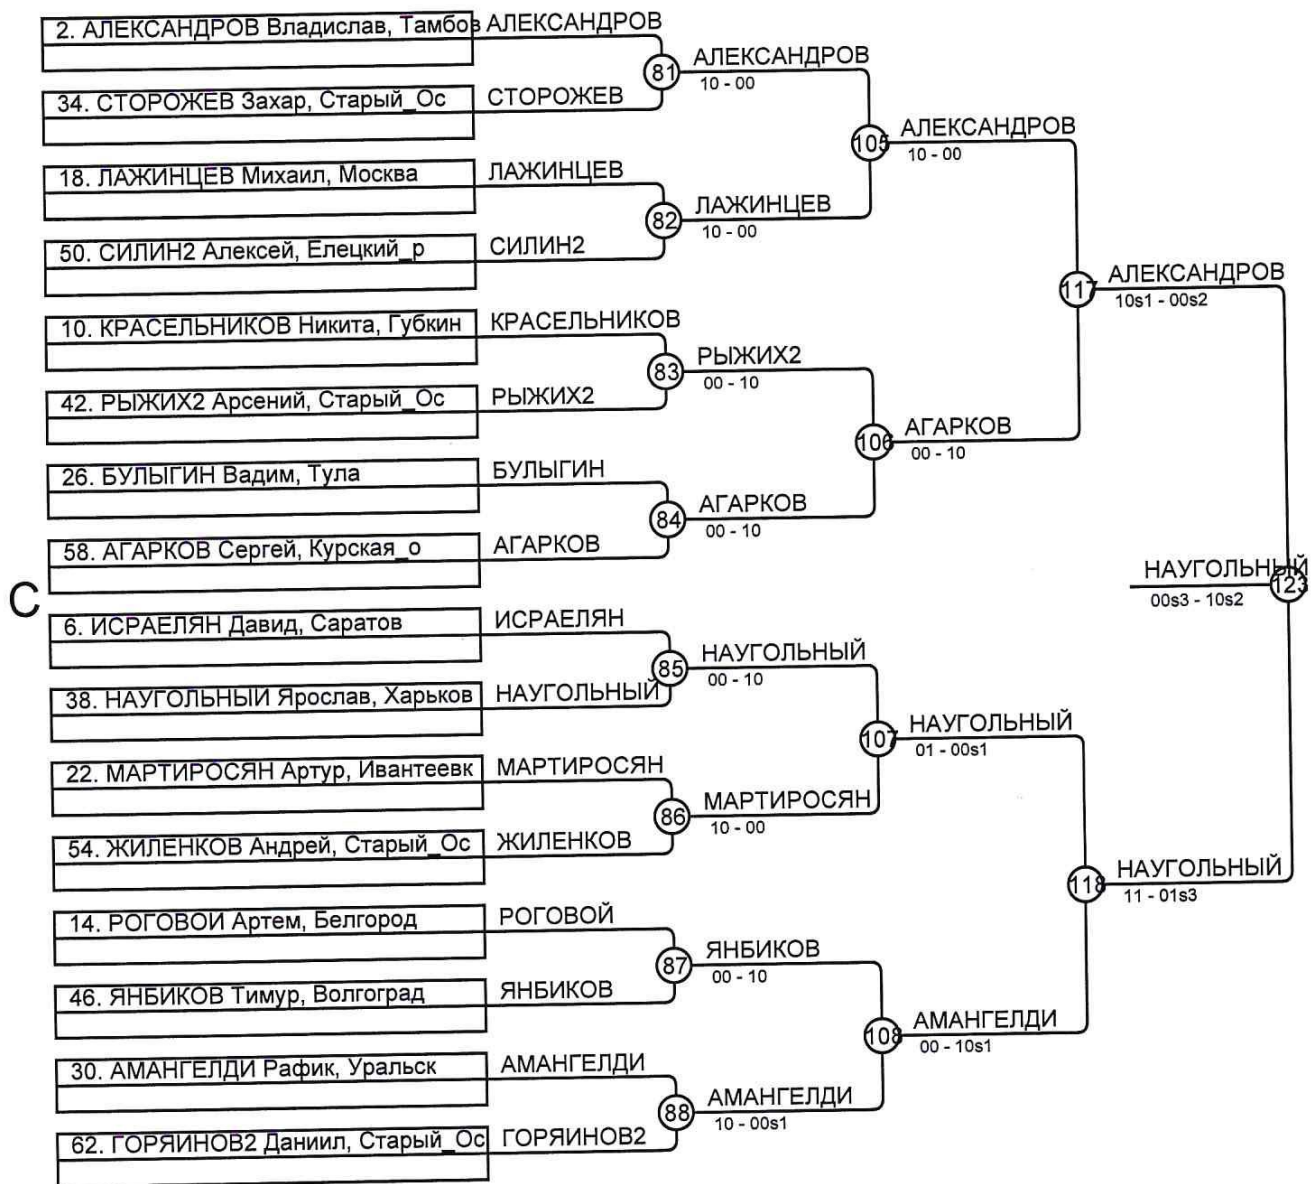 2. АЛЕКСАНДРОВ Владислав, Тамбов АЛЕКСАНДРОВ
81 АЛЕКСАНДРОВ
10 - 00
34. СТОРОЖЕВ Захар, Старый_Ос СТОРОЖЕВ
105 АЛЕКСАНДРОВ
10 - 00
18. ЛАЖИНЦЕВ Михаил, Москва ЛАЖИНЦЕВ
82 ЛАЖИНЦЕВ
10 - 00
50. СИЛИН2 Алексей, Елецкий_р СИЛИН2
117 АЛЕКСАНДРОВ
10s1 - 00s2
10. КРАСЕЛЬНИКОВ Никита, Губкин КРАСЕЛЬНИКОВ
83 РЫЖИХ2
00 - 10
42. РЫЖИХ2 Арсений, Старый_Ос РЫЖИХ2
106 АГАРКОВ
00 - 10
26. БУЛЫГИН Вадим, Тула БУЛЫГИН
84 АГАРКОВ
00 - 10
58. АГАРКОВ Сергей, Курская_о АГАРКОВ
C
НАУГОЛЬНЫЙ 123
00s3 - 10s2
6. ИСРАЕЛЯН Давид, Саратов ИСРАЕЛЯН
85 НАУГОЛЬНЫЙ
00 - 10
38. НАУГОЛЬНЫЙ Ярослав, Харьков НАУГОЛЬНЫЙ
107 НАУГОЛЬНЫЙ
01 - 00s1
22. МАРТИРОСЯН Артур, Ивантеевк МАРТИРОСЯН
86 МАРТИРОСЯН
10 - 00
54. ЖИЛЕНКОВ Андрей, Старый_Ос ЖИЛЕНКОВ
118 НАУГОЛЬНЫЙ
11 - 01s3
14. РОГОВОЙ Артем, Белгород РОГОВОЙ
87 ЯНБИКОВ
00 - 10
46. ЯНБИКОВ Тимур, Волгоград ЯНБИКОВ
108 АМАНГЕЛДИ
00 - 10s1
30. АМАНГЕЛДИ Рафик, Уральск АМАНГЕЛДИ
88 АМАНГЕЛДИ
10 - 00s1
62. ГОРЯИНОВ2 Даниил, Старый_Ос ГОРЯИНОВ2